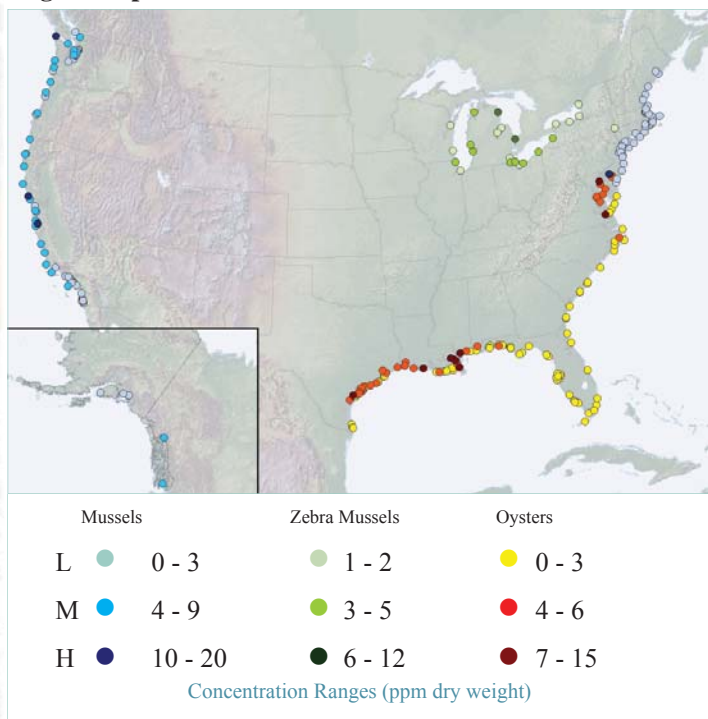 Mussels Zebra Mussels Oysters
L 0 - 3 1 - 2 0 - 3
M 4 - 9 3 - 5 4 - 6
H 10 - 20 6 - 12 7 - 15
Concentration Ranges (ppm dry weight)